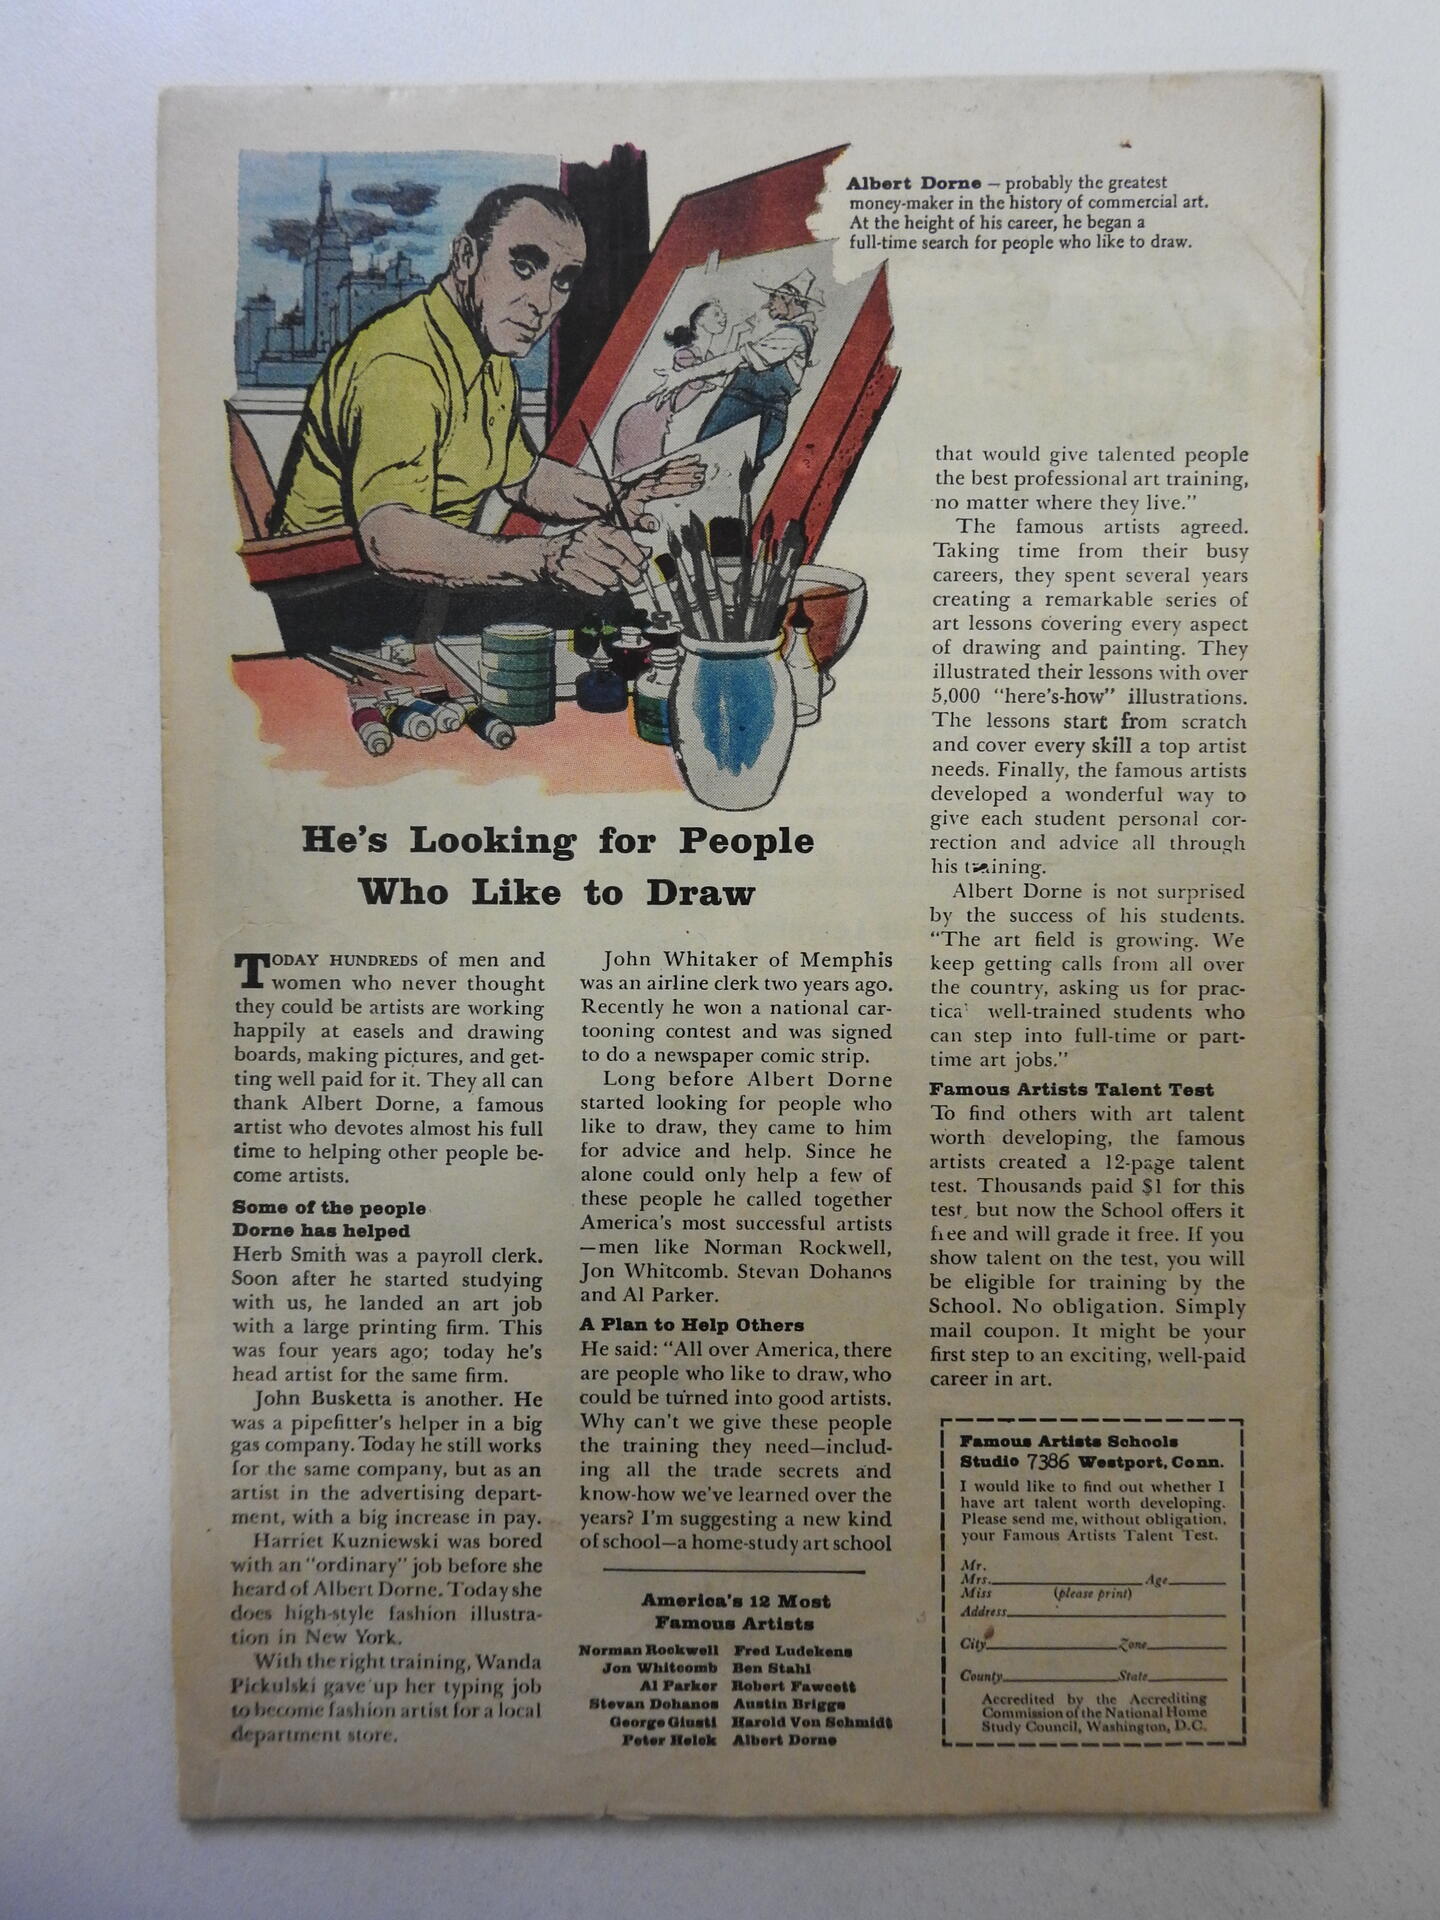 Albert Dorne – probably the greatest
money-maker in the history of commercial art.
At the height of his career, he began a
full-time search for people who like to draw.
He's Looking for People
Who Like to Draw
TODAY HUNDREDS of men and
women who never thought
they could be artists are working
happily at easels and drawing
boards, making pictures, and get-
ting well paid for it. They all can
thank Albert Dorne, a famous
artist who devotes almost his full
time to helping other people be-
come artists.
Some of the people
Dorne has helped
Herb Smith was a payroll clerk.
Soon after he started studying
with us, he landed an art job
with a large printing firm. This
was four years ago; today he's
head artist for the same firm.
John Busketta is another. He
was a pipefitter's helper in a big
gas company. Today he still works
for the same company, but as an
artist in the advertising depart-
ment, with a big increase in pay.
Harriet Kuzniewski was bored
with an "ordinary" job before she
heard of Albert Dorne. Today she
does high-style fashion illustra-
tion in New York.
With the right training, Wanda
Pickulski gave up her typing job
to become fashion artist for a local
department store.
John Whitaker of Memphis
was an airline clerk two years ago.
Recently he won a national car-
tooning contest and was signed
to do a newspaper comic strip.
Long before Albert Dorne
started looking for people who
like to draw, they came to him
for advice and help. Since he
alone could only help a few of
these people he called together
America's most successful artists
—men like Norman Rockwell,
Jon Whitcomb. Stevan Dohanos
and Al Parker.
A Plan to Help Others
He said: "All over America, there
are people who like to draw, who
could be turned into good artists.
Why can't we give these people
the training they need—includ-
ing all the trade secrets and
know-how we've learned over the
years? I'm suggesting a new kind
of school—a home-study art school
America's 12 Most
Famous Artists
Norman Rockwell Fred Ludekens
Jon Whitcomb Ben Stahl
Al Parker Robert Fawcett
Stevan Dohanos Austin Briggs
George Giusti Harold Von Schmidt
Peter Helck Albert Dorne
that would give talented people
the best professional art training,
no matter where they live."
The famous artists agreed.
Taking time from their busy
careers, they spent several years
creating a remarkable series of
art lessons covering every aspect
of drawing and painting. They
illustrated their lessons with over
5,000 "here's-how" illustrations.
The lessons start from scratch
and cover every skill a top artist
needs. Finally, the famous artists
developed a wonderful way to
give each student personal cor-
rection and advice all through
his training.
Albert Dorne is not surprised
by the success of his students.
"The art field is growing. We
keep getting calls from all over
the country, asking us for prac-
tical well-trained students who
can step into full-time or part-
time art jobs."
Famous Artists Talent Test
To find others with art talent
worth developing, the famous
artists created a 12-page talent
test. Thousands paid $1 for this
test, but now the School offers it
free and will grade it free. If you
show talent on the test, you will
be eligible for training by the
School. No obligation. Simply
mail coupon. It might be your
first step to an exciting, well-paid
career in art.
Famous Artists Schools
Studio 7386 Westport, Conn.
I would like to find out whether I
have art talent worth developing.
Please send me, without obligation,
your Famous Artists Talent Test.
Mr.
Mrs. Age
Miss (please print)
Address
City Zone
County State
Accredited by the Accrediting
Commission of the National Home
Study Council, Washington, D.C.